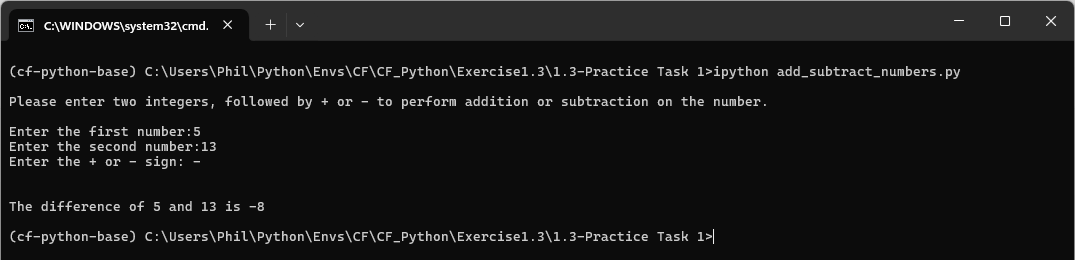 C:\WINDOWS\system32\cmd.
(cf-python-base) C:\Users\Phil\Python\Envs\CF\CF_Python\Exercise1.3\1.3-Practice Task 1>ipython add_subtract_numbers.py
Please enter two integers, followed by + or - to perform addition or subtraction on the number.
Enter the first number:5
Enter the second number:13
Enter the + or - sign: -
The difference of 5 and 13 is -8
(cf-python-base) C:\Users\Phil\Python\Envs\CF\CF_Python\Exercise1.3\1.3-Practice Task 1>